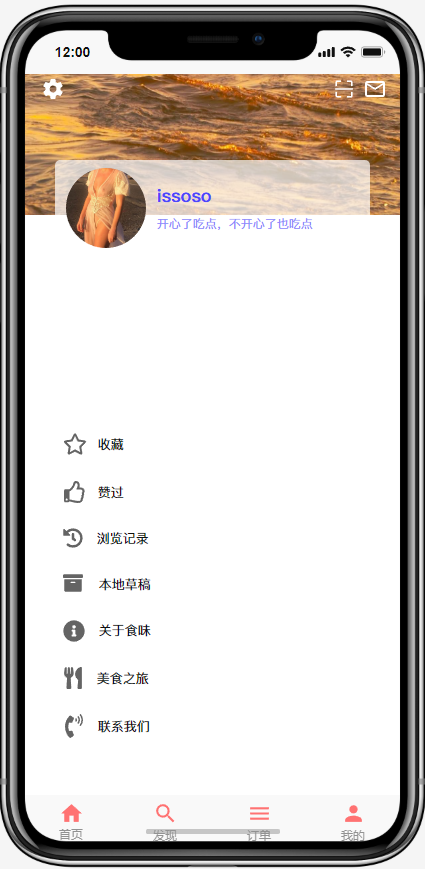 12:00
issoso
开心了吃点，不开心了也吃点
收藏
赞过
浏览记录
本地草稿
关于食味
美食之旅
联系我们
首页 发现 订单 我的